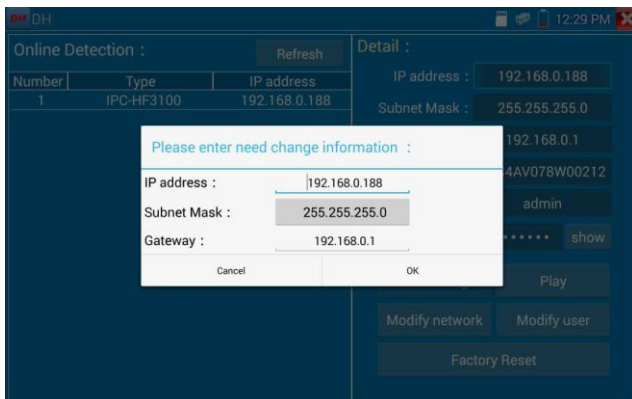 DH DH 12:29 PM
Online Detection : Refresh
Number Type IP address
1 IPC-HF3100 192.168.0.188
Detail :
IP address : 192.168.0.188
Subnet Mask : 255.255.255.0
192.168.0.1
4AV078W00212
admin
•••••• show
Play
Modify network Modify user
Factory Reset
Please enter need change information :
IP address : 192.168.0.188
Subnet Mask : 255.255.255.0
Gateway : 192.168.0.1
Cancel OK